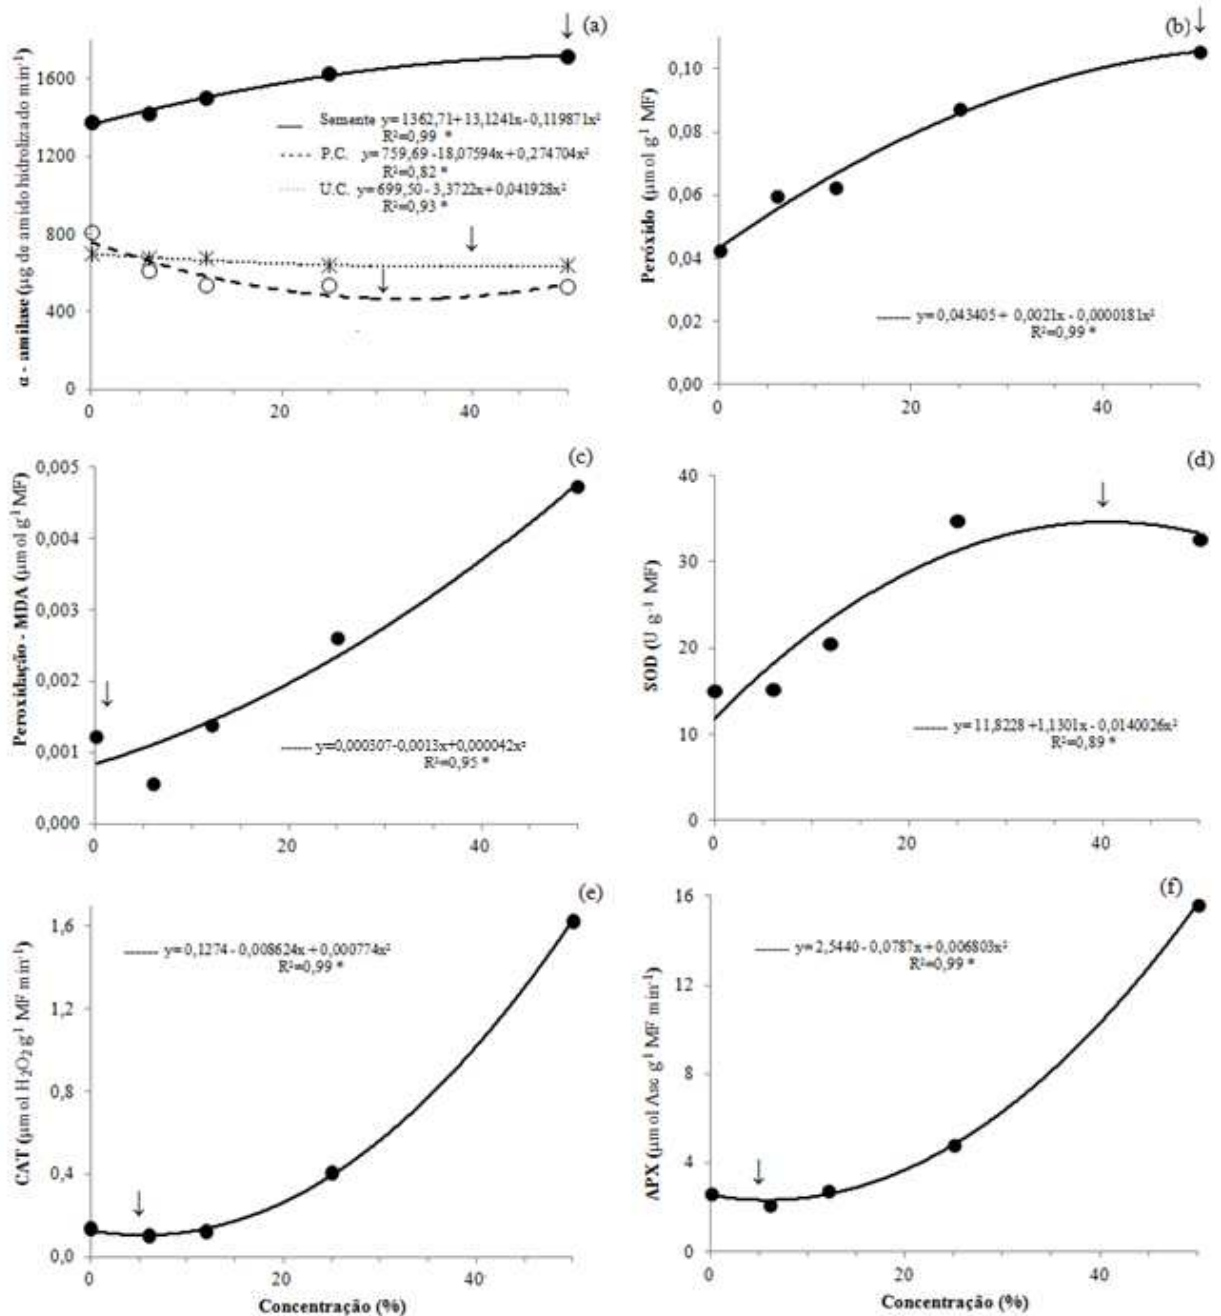 (a)
α - amilase (µg de amido hidrolizado min⁻¹)
1600
1200
800
400
0
Semente y= 1362,71+ 13,1241x - 0,119871x²
R²=0,99 *
P.C. y= 759,69 -18,07594x + 0,274704x²
R²=0,82 *
U.C. y= 699,50 - 3,3722x + 0,041928x²
R²=0,93 *
0 20 40
(b)
Peróxido (µmol g¹ MF)
0,10
0,08
0,06
0,04
0,02
0,00
y= 0,043405 + 0,0021x - 0,0000181x²
R²=0,99 *
0 20 40
(c)
Peroxidação - MDA (µmol g¹ MF)
0,005
0,004
0,003
0,002
0,001
0,000
y=0,000307-0,0013x+0,000042x²
R²=0,95 *
0 20 40
(d)
SOD (U g⁻¹ MF)
40
30
20
10
0
y= 11,8228 +1,1301x - 0,0140026x²
R²=0,89 *
0 20 40
(e)
CAT (µmol H₂O₂ g¹ MF min⁻¹)
1,6
1,2
0,8
0,4
0,0
y= 0,1274 - 0,008624x + 0,000774x²
R²=0,99 *
0 20 40
Concentração (%)
(f)
APX (µmol Asc g¹ MF min⁻¹)
16
12
8
4
0
y= 2,5440 - 0,0787x + 0,006803x²
R²=0,99 *
0 20 40
Concentração (%)